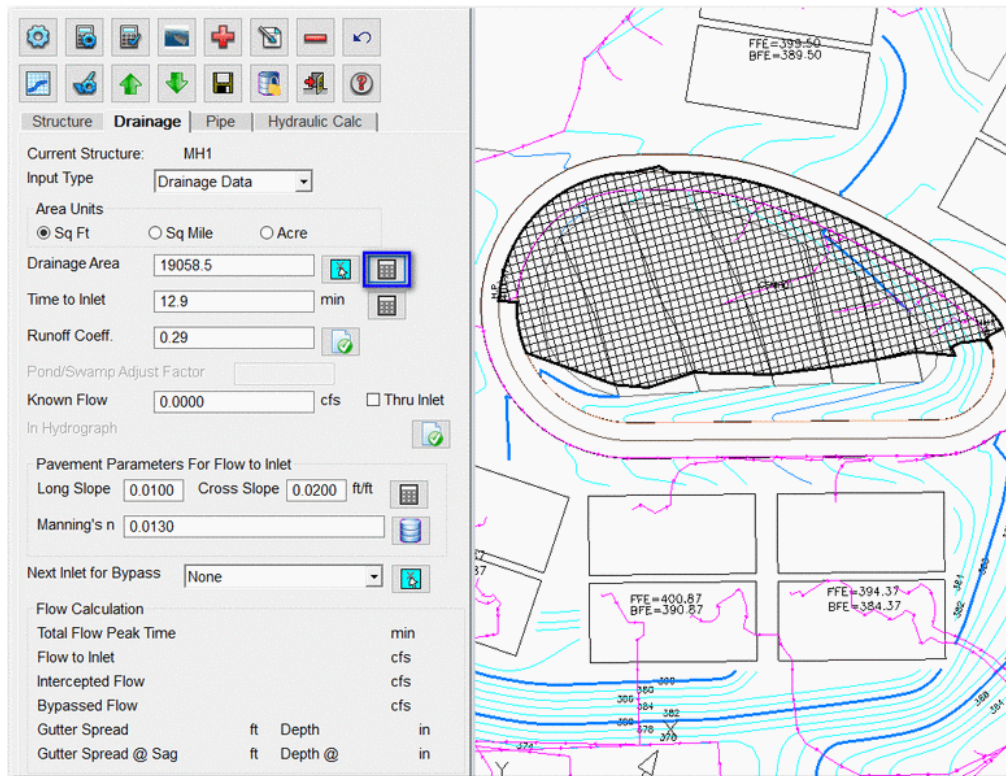 Structure Drainage Pipe Hydraulic Calc
Current Structure: MH1
Input Type Drainage Data
Area Units
Sq Ft Sq Mile Acre
Drainage Area 19058.5
Time to Inlet 12.9 min
Runoff Coeff. 0.29
Pond/Swamp Adjust Factor
Known Flow 0.0000 cfs Thru Inlet
In Hydrograph
Pavement Parameters For Flow to Inlet
Long Slope 0.0100 Cross Slope 0.0200 ft/ft
Manning's n 0.0130
Next Inlet for Bypass None
Flow Calculation
Total Flow Peak Time min
Flow to Inlet cfs
Intercepted Flow cfs
Bypassed Flow cfs
Gutter Spread ft Depth in
Gutter Spread @ Sag ft Depth @ in
FFE=399.50
BFE=389.50
H.P.
FFE=400.87
BFE=390.87
FFE=394.37
BFE=384.37
384
382
380
384
382
378
Y